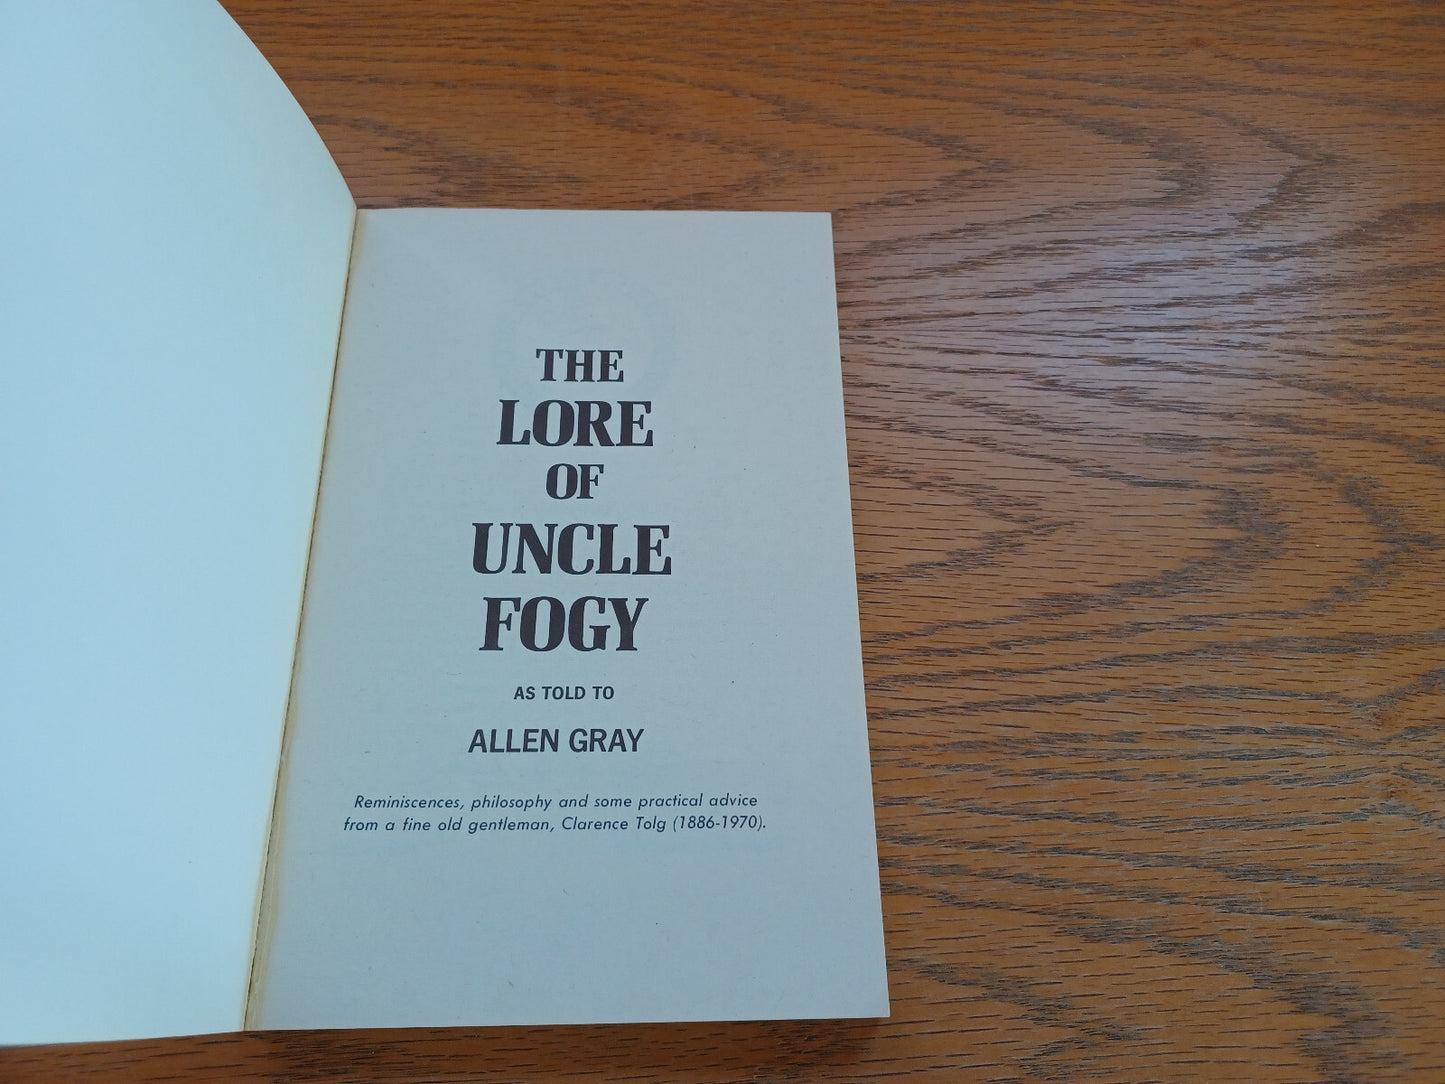 THE
LORE
OF
UNCLE
FOGY
AS TOLD TO
ALLEN GRAY
Reminiscences, philosophy and some practical advice
from a fine old gentleman, Clarence Tolg (1886-1970).